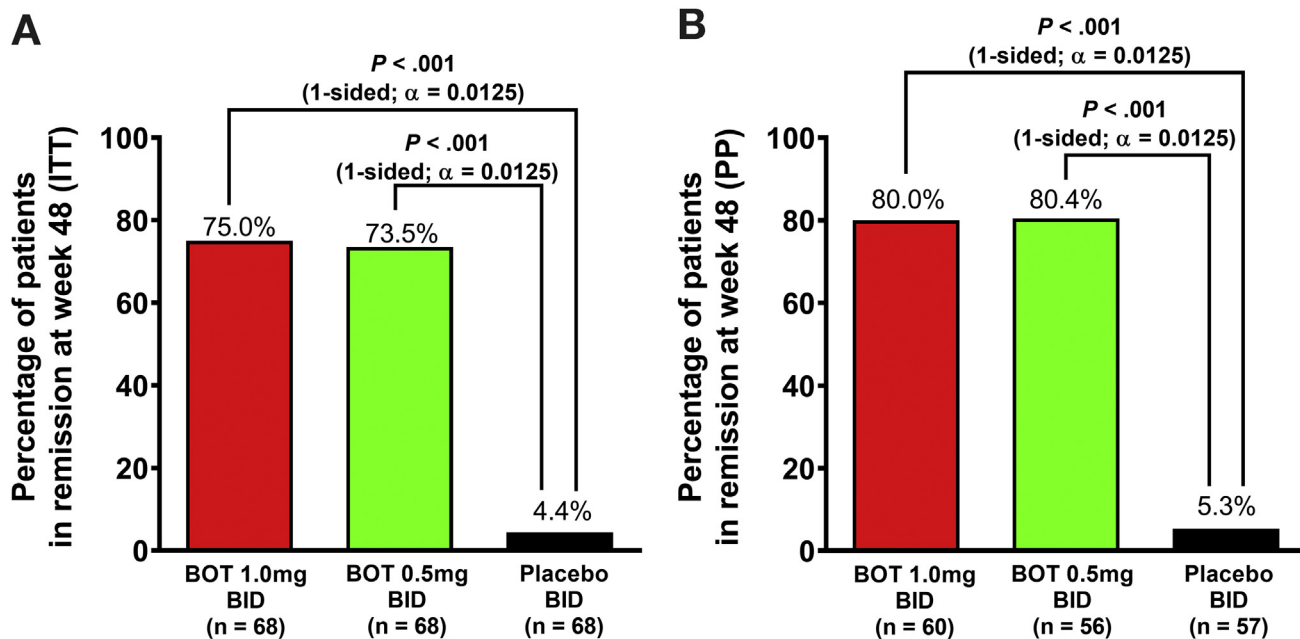 A
P < .001
(1-sided; α = 0.0125)
P < .001
(1-sided; α = 0.0125)
Percentage of patients
in remission at week 48 (ITT)
100
80
60
40
20
0
75.0%
73.5%
4.4%
BOT 1.0mg
BID
(n = 68)
BOT 0.5mg
BID
(n = 68)
Placebo
BID
(n = 68)
B
P < .001
(1-sided; α = 0.0125)
P < .001
(1-sided; α = 0.0125)
Percentage of patients
in remission at week 48 (PP)
100
80
60
40
20
0
80.0%
80.4%
5.3%
BOT 1.0mg
BID
(n = 60)
BOT 0.5mg
BID
(n = 56)
Placebo
BID
(n = 57)